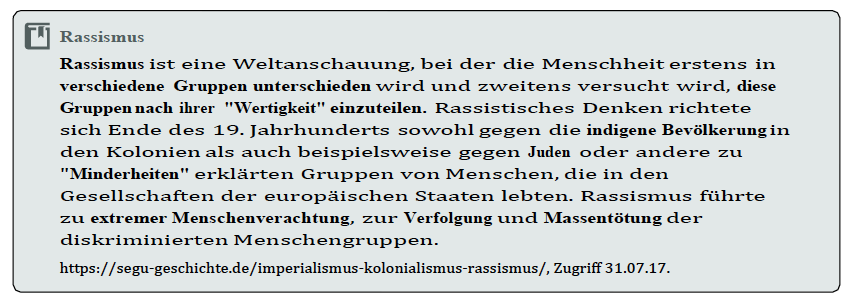 Rassismus
Rassismus ist eine Weltanschauung, bei der die Menschheit erstens in
verschiedene Gruppen unterschieden wird und zweitens versucht wird, diese
Gruppen nach ihrer "Wertigkeit" einzuteilen. Rassistisches Denken richtete
sich Ende des 19. Jahrhunderts sowohl gegen die indigene Bevölkerung in
den Kolonien als auch beispielsweise gegen Juden oder andere zu
"Minderheiten" erklärten Gruppen von Menschen, die in den
Gesellschaften der europäischen Staaten lebten. Rassismus führte
zu extremer Menschenverachtung, zur Verfolgung und Massentötung der
diskriminierten Menschengruppen.
https://segu-geschichte.de/imperialismus-kolonialismus-rassismus/, Zugriff 31.07.17.